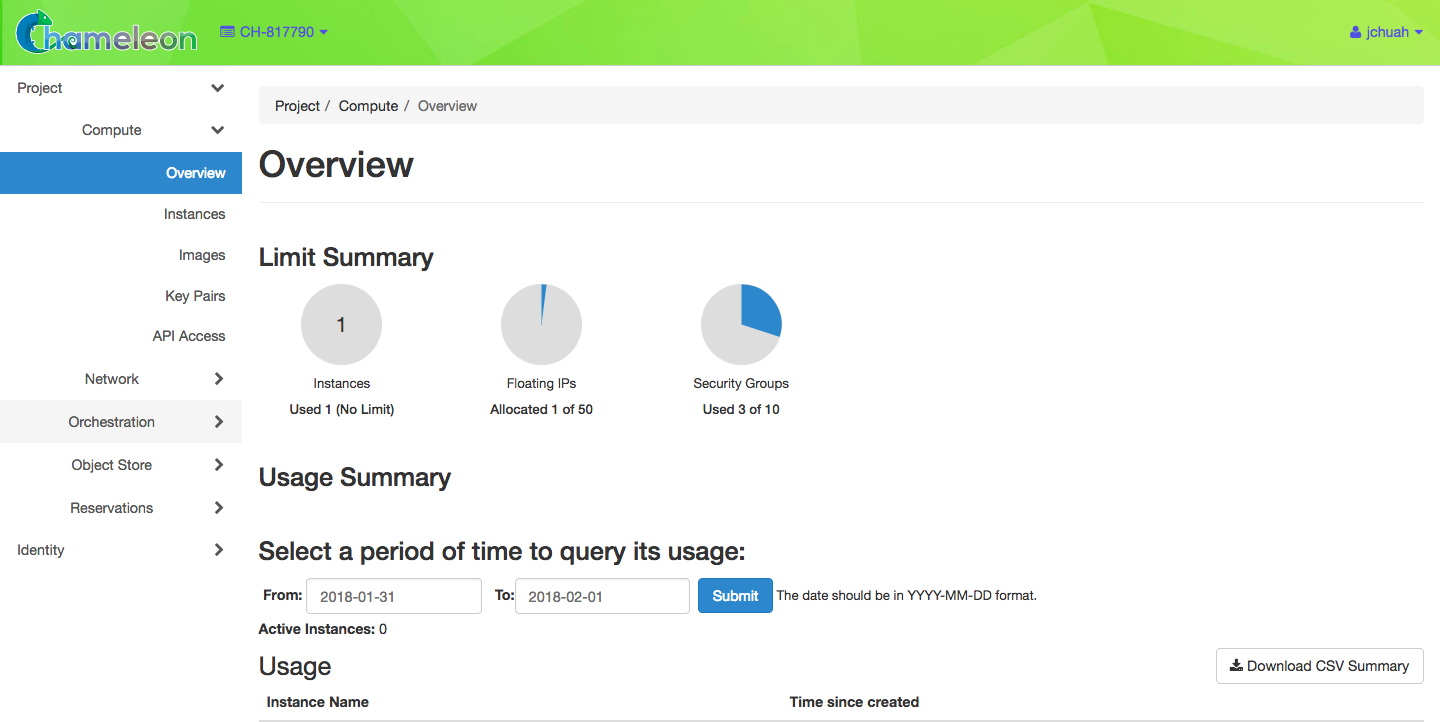 Chameleon CH-817790 jchuah
Project
Compute
Overview
Instances
Images
Key Pairs
API Access
Network
Orchestration
Object Store
Reservations
Identity
Project / Compute / Overview
Overview
Limit Summary
1
Instances Floating IPs Security Groups
Used 1 (No Limit) Allocated 1 of 50 Used 3 of 10
Usage Summary
Select a period of time to query its usage:
From: 2018-01-31 To: 2018-02-01 Submit The date should be in YYYY-MM-DD format.
Active Instances: 0
Usage Download CSV Summary
Instance Name Time since created